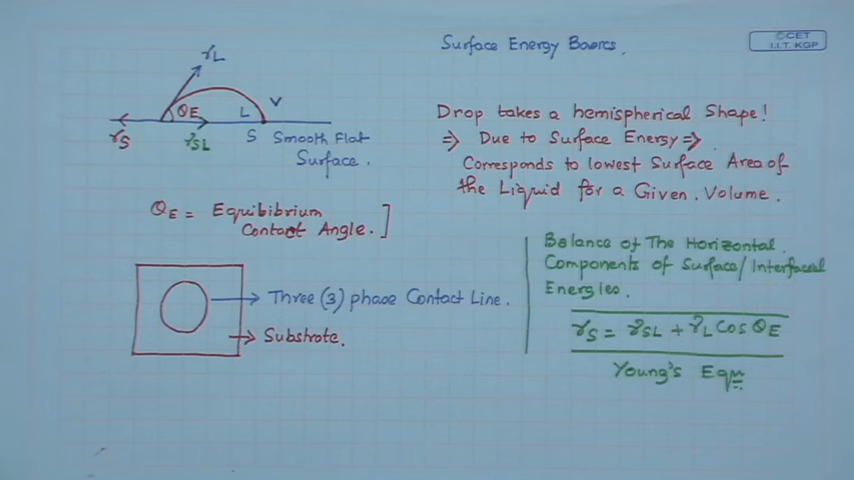 Surface Energy Basics.
©CET
I.I.T. KGP
γL
θE
L
V
γS
γSL
S Smooth Flat
Surface.
Drop takes a hemispherical Shape!
⇒ Due to Surface Energy ⇒
Corresponds to lowest Surface Area of
the Liquid for a Given. Volume.
θE = Equibibrium
Contact Angle. ]
Three (3) phase Contact Line.
Substrate.
Balance of The Horizontal.
Components of Surface/Interfacial
Energies.
γS = γSL + γL Cos θE
Young's Eqn